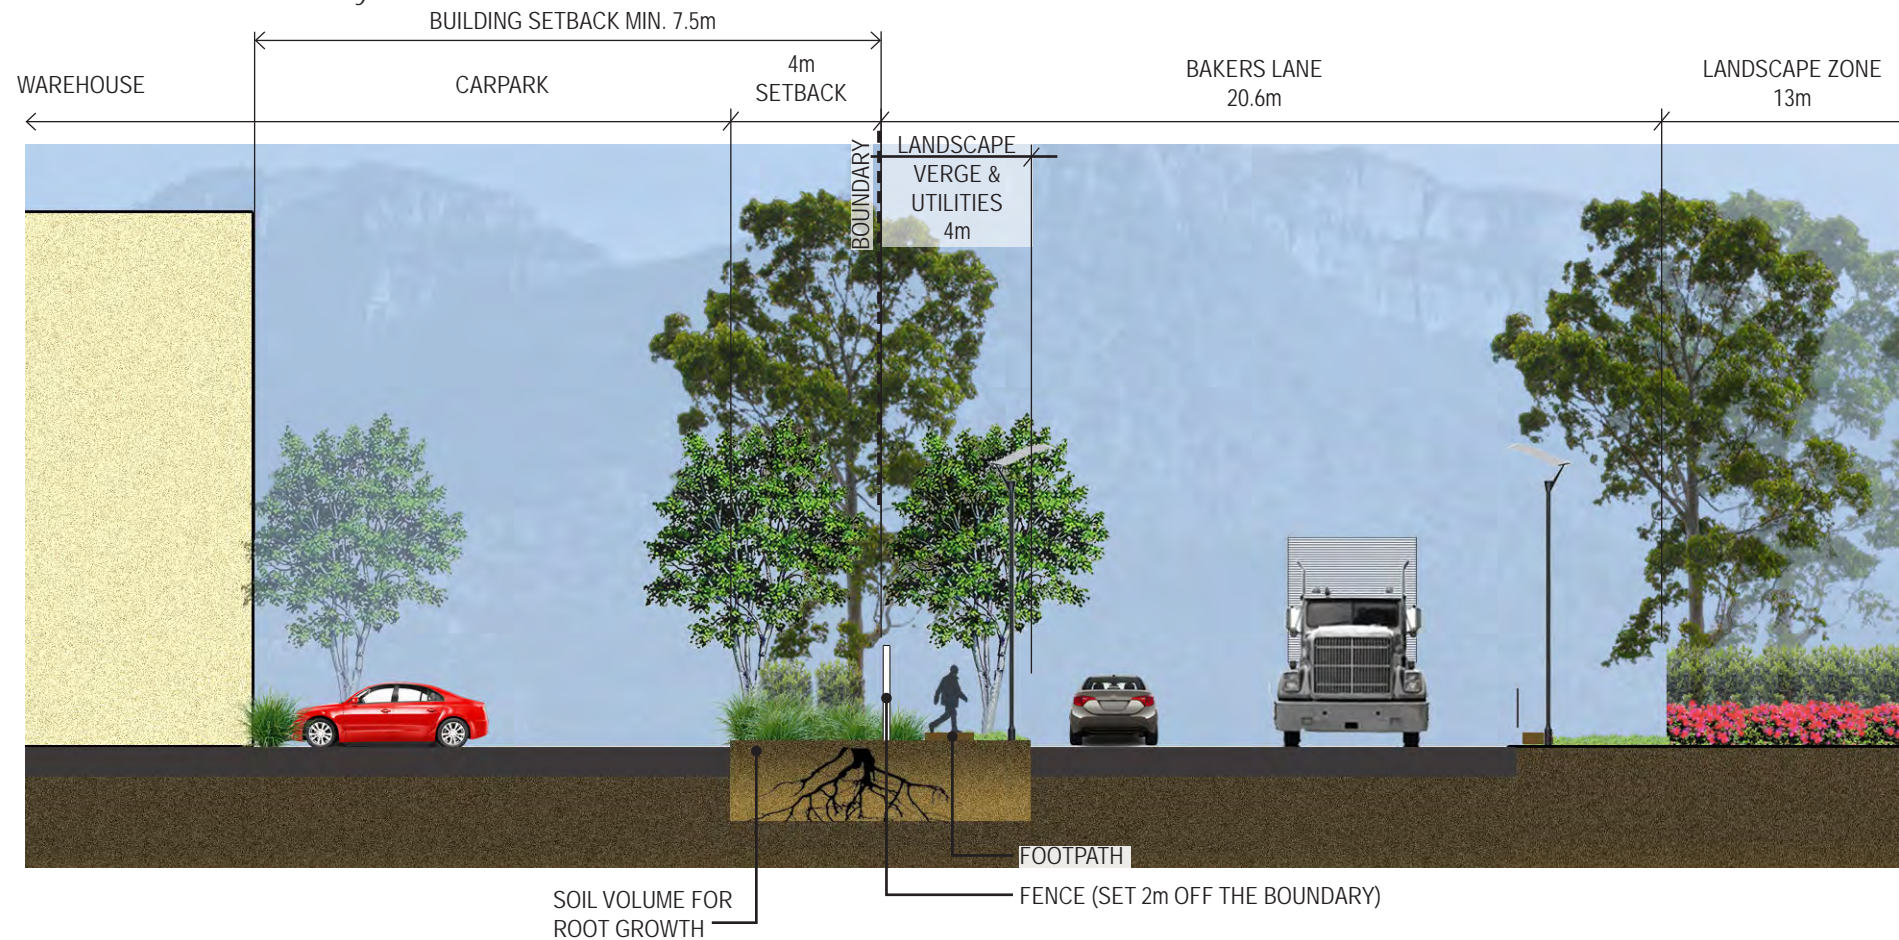 BUILDING SETBACK MIN. 7.5m
WAREHOUSE
CARPARK
4m
SETBACK
BAKERS LANE
20.6m
LANDSCAPE ZONE
13m
BOUNDARY
LANDSCAPE
VERGE &
UTILITIES
4m
FOOTPATH
FENCE (SET 2m OFF THE BOUNDARY)
SOIL VOLUME FOR
ROOT GROWTH